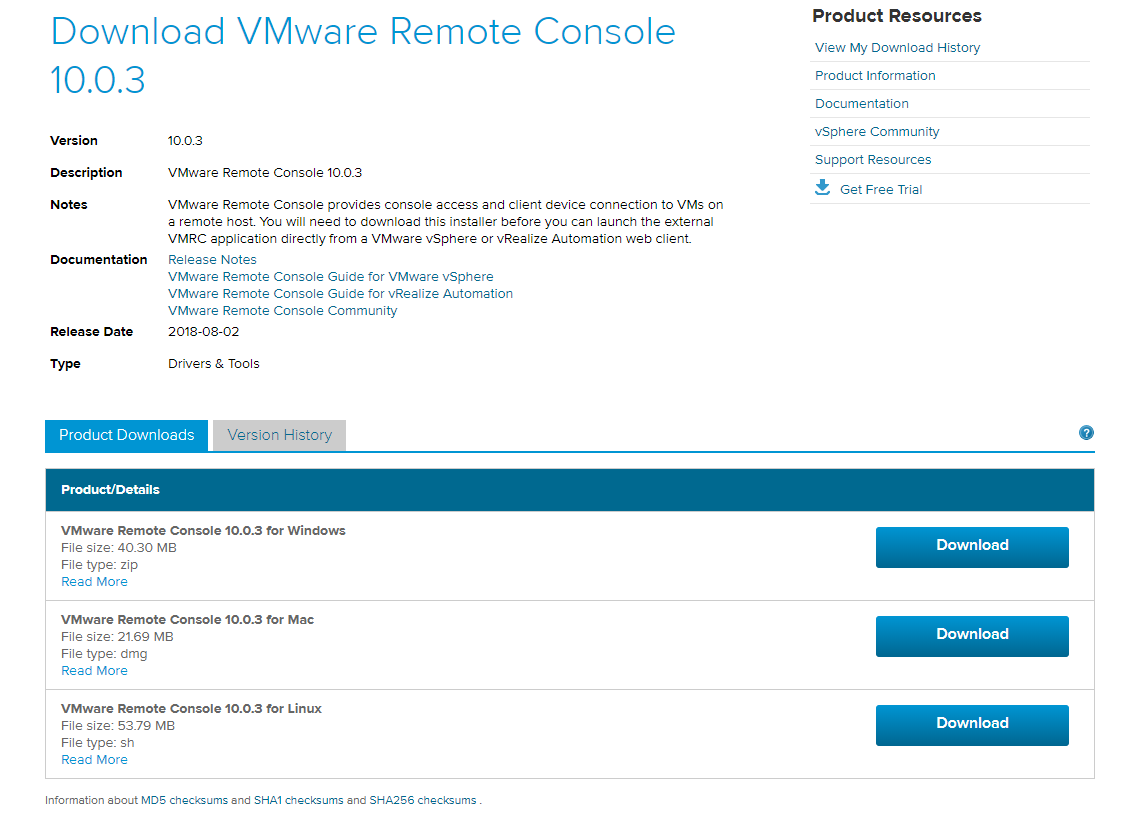 Download VMware Remote Console
10.0.3
Version 10.0.3
Description VMware Remote Console 10.0.3
Notes VMware Remote Console provides console access and client device connection to VMs on
a remote host. You will need to download this installer before you can launch the external
VMRC application directly from a VMware vSphere or vRealize Automation web client.
Documentation Release Notes
VMware Remote Console Guide for VMware vSphere
VMware Remote Console Guide for vRealize Automation
VMware Remote Console Community
Release Date 2018-08-02
Type Drivers & Tools
Product Resources
View My Download History
Product Information
Documentation
vSphere Community
Support Resources
Get Free Trial
Product Downloads Version History ?
Product/Details
VMware Remote Console 10.0.3 for Windows
File size: 40.30 MB
File type: zip
Read More
Download
VMware Remote Console 10.0.3 for Mac
File size: 21.69 MB
File type: dmg
Read More
Download
VMware Remote Console 10.0.3 for Linux
File size: 53.79 MB
File type: sh
Read More
Download
Information about MD5 checksums and SHA1 checksums and SHA256 checksums .